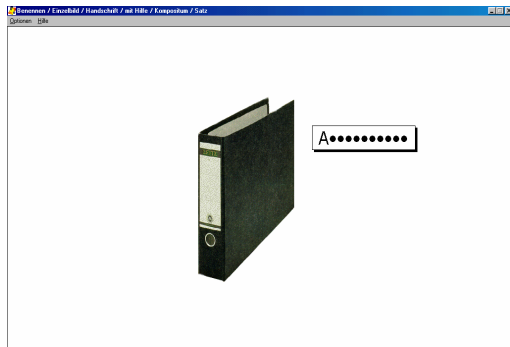 Benennen / Einzelbild / Handschrift / mit Hilfe / Kompositum / Satz
Optionen Hilfe
A●●●●●●●●●●